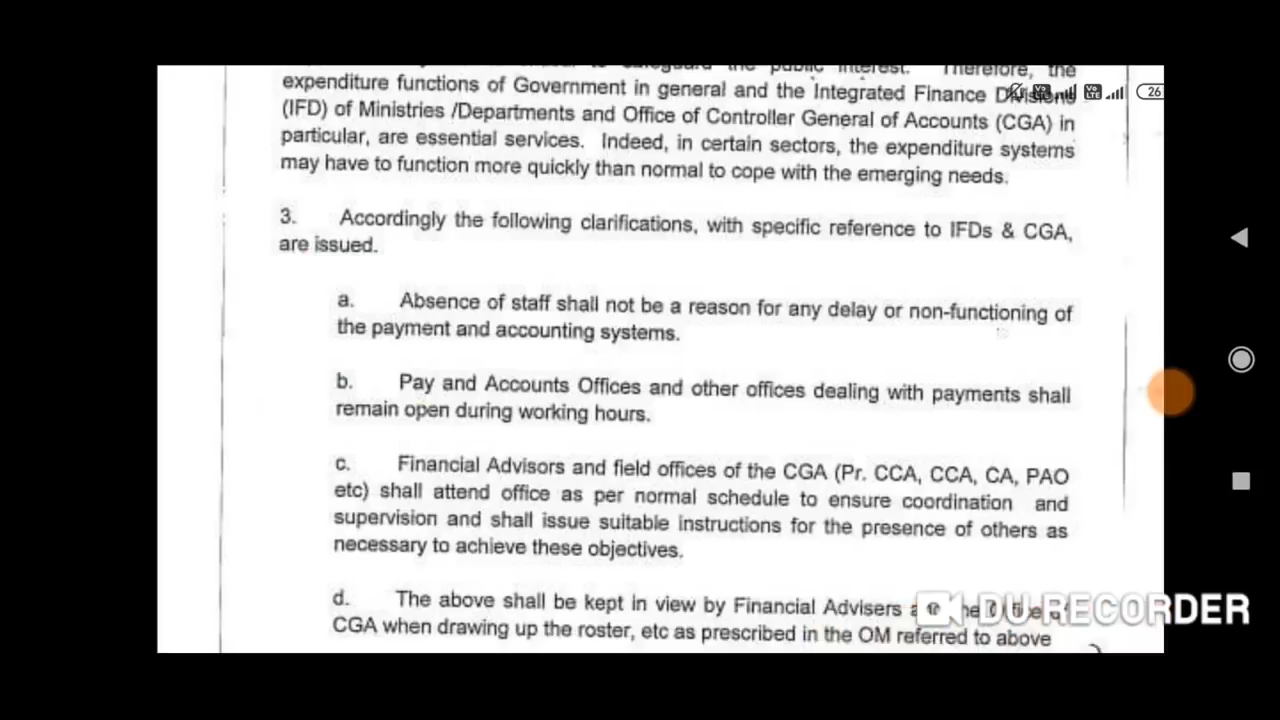 safeguard the public interest. Therefore, the
expenditure functions of Government in general and the Integrated Finance Divisions
(IFD) of Ministries /Departments and Office of Controller General of Accounts (CGA) in
particular, are essential services. Indeed, in certain sectors, the expenditure systems
may have to function more quickly than normal to cope with the emerging needs.
3. Accordingly the following clarifications, with specific reference to IFDs & CGA,
are issued.
a. Absence of staff shall not be a reason for any delay or non-functioning of
the payment and accounting systems.
b. Pay and Accounts Offices and other offices dealing with payments shall
remain open during working hours.
c. Financial Advisors and field offices of the CGA (Pr. CCA, CCA, CA, PAO
etc) shall attend office as per normal schedule to ensure coordination and
supervision and shall issue suitable instructions for the presence of others as
necessary to achieve these objectives.
d. The above shall be kept in view by Financial Advisers
CGA when drawing up the roster, etc as prescribed in the OM referred to above
26
DU RECORDER